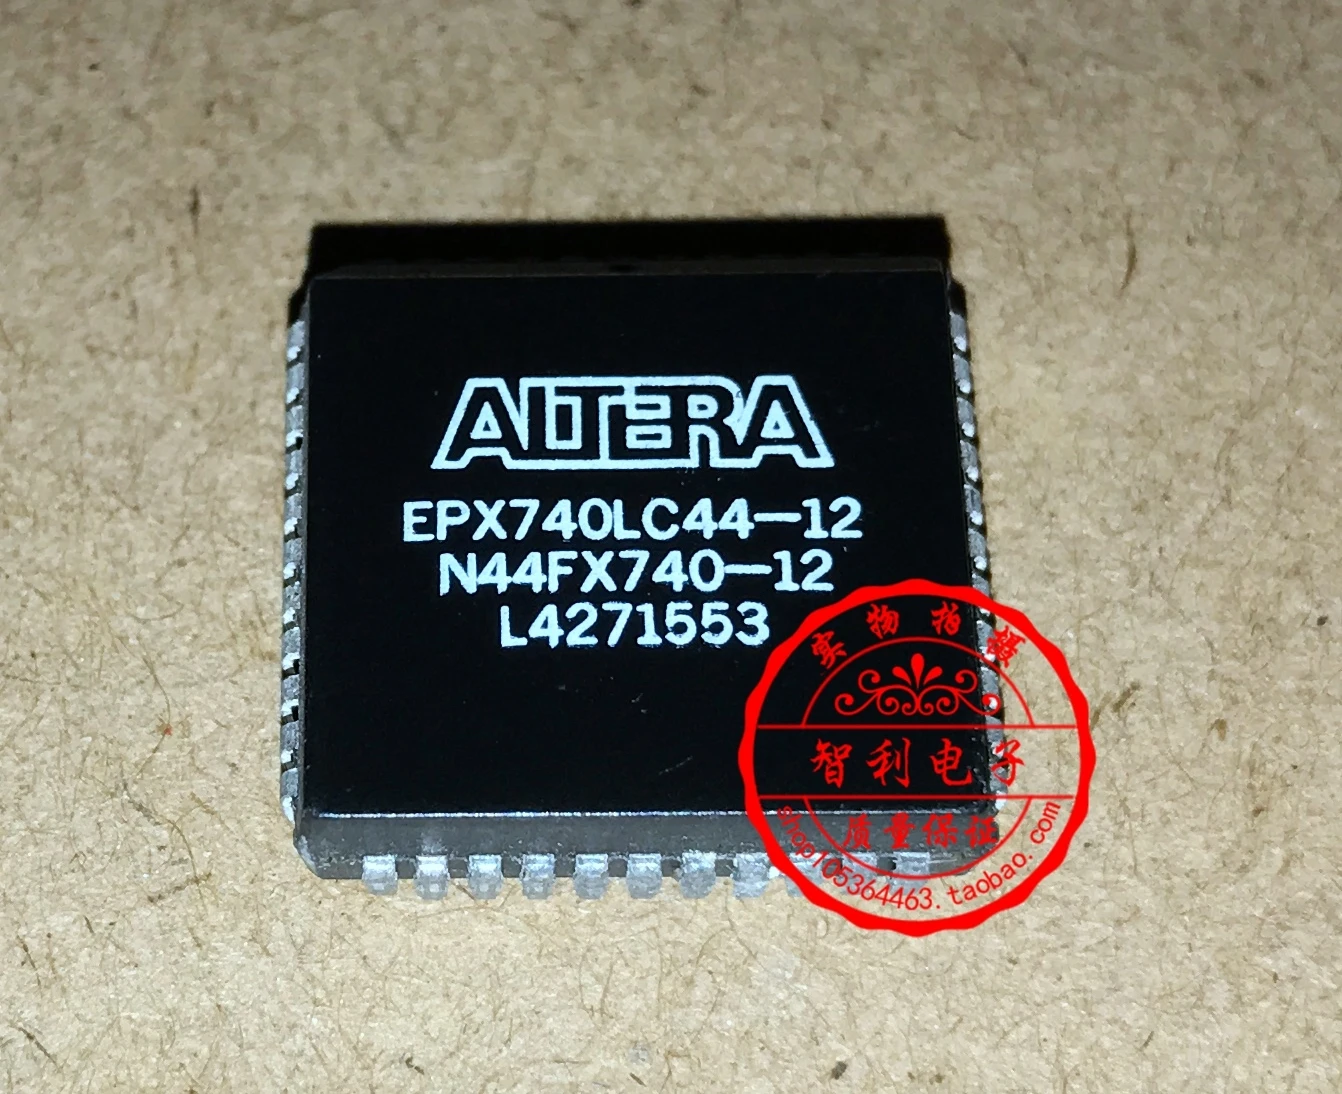 ALTERA
EPX740LC44-12
N44FX740-12
L4271553
实物拍摄
智利电子
质量保证
shop105364463.taobao.com